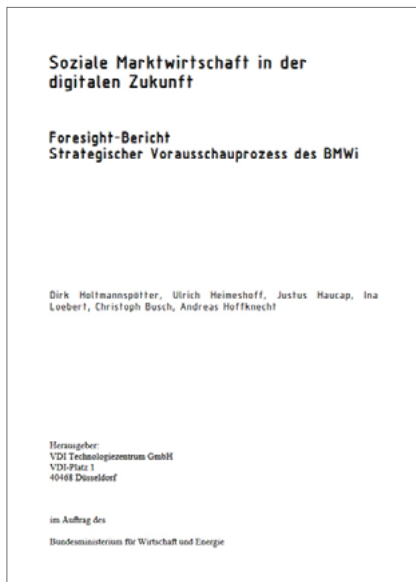 Soziale Marktwirtschaft in der
digitalen Zukunft
Foresight-Bericht
Strategischer Vorausschauprozess des BMWi
Dirk Holtmannspötter, Ulrich Heimeshoff, Justus Haucap, Ina
Loebert, Christoph Busch, Andreas Hoffknecht
Herausgeber:
VDI Technologiezentrum GmbH
VDI-Platz 1
40468 Düsseldorf
im Auftrag des
Bundesministerium für Wirtschaft und Energie